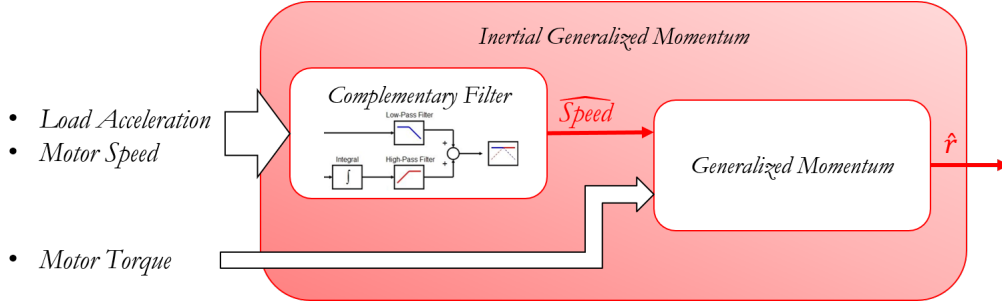 Inertial Generalized Momentum
Complementary Filter
Low-Pass Filter
+
+
Integral
∫
High-Pass Filter
• Load Acceleration
• Motor Speed
• Motor Torque
Speed
Generalized Momentum
r̂